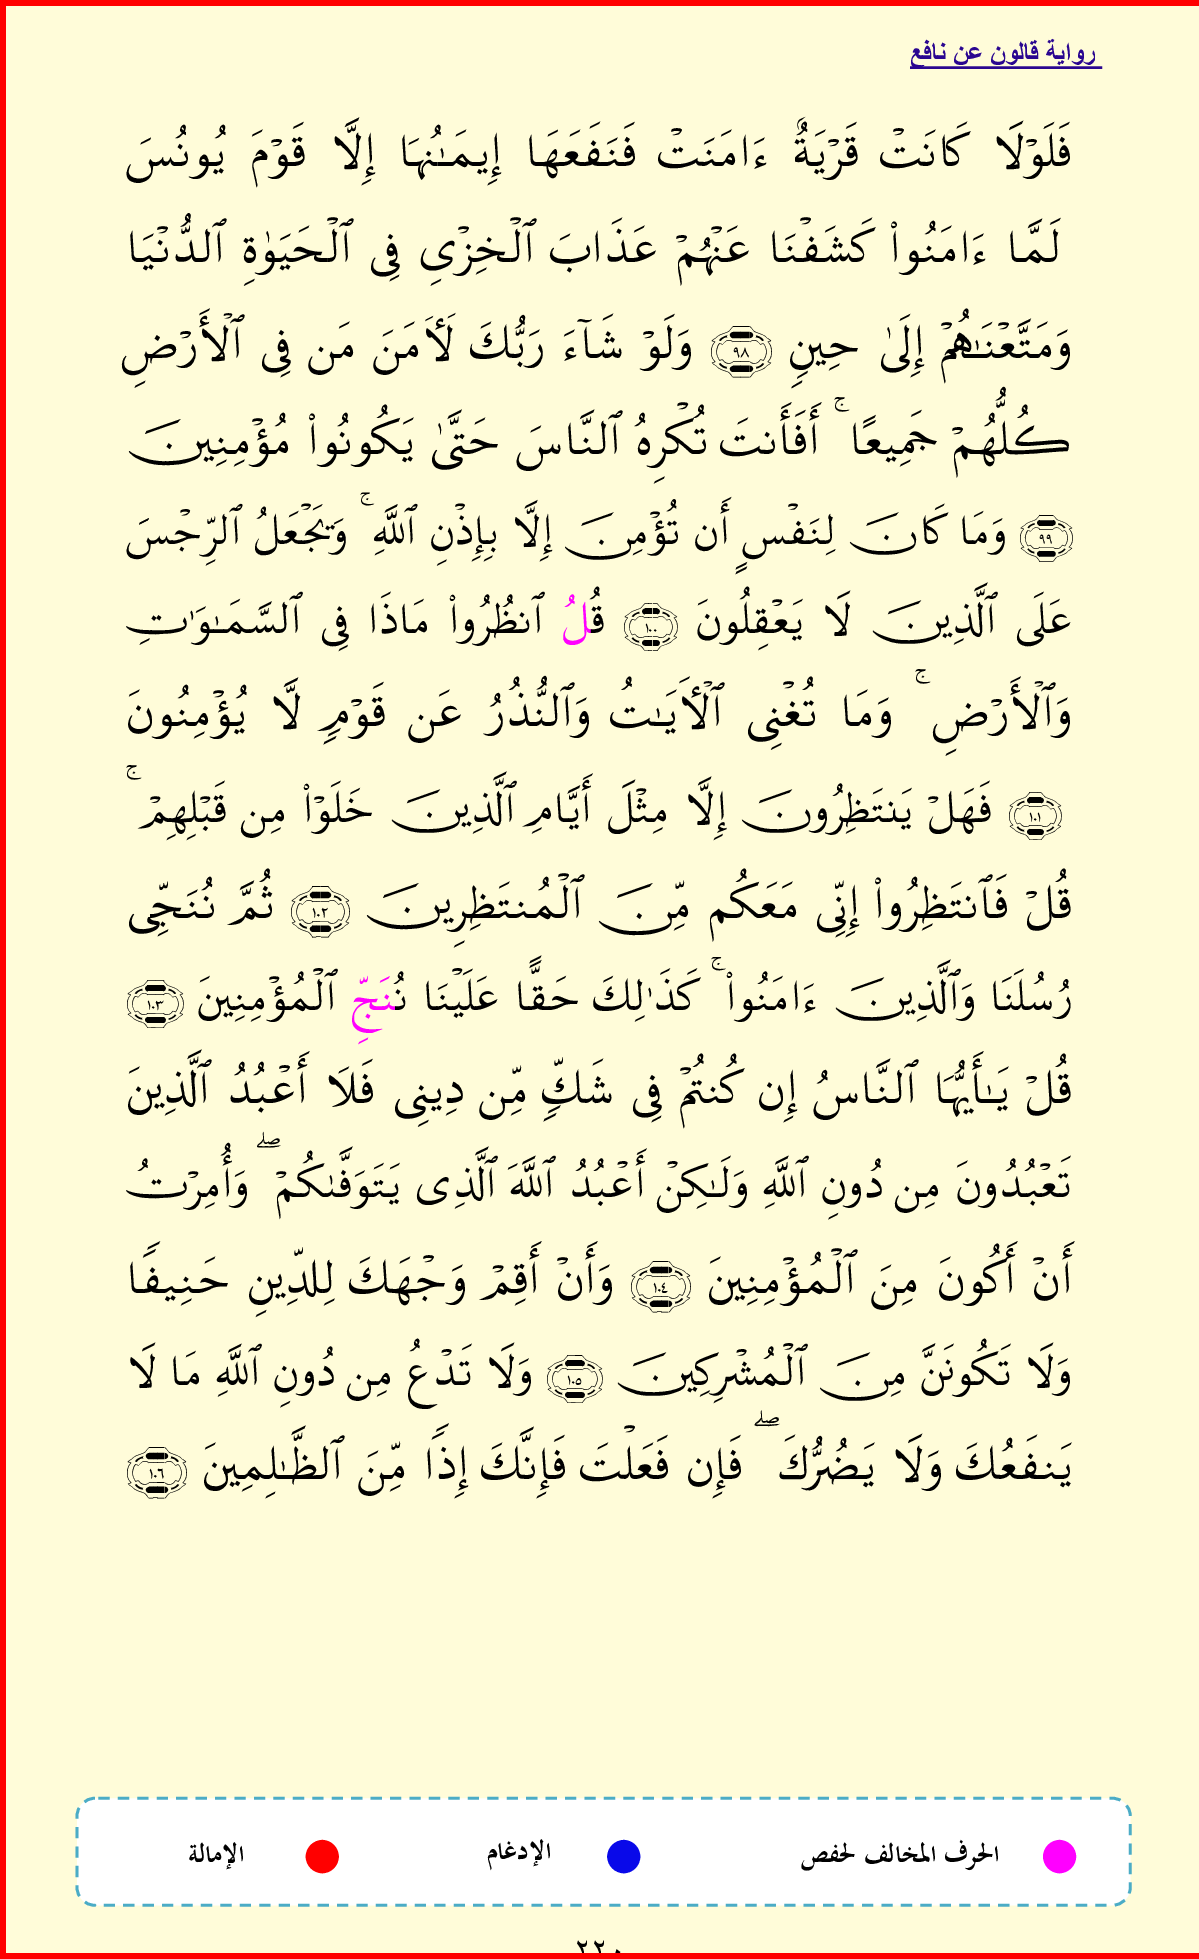 رواية قالون عن نافع
فَلَوۡلَا كَانَتۡ قَرۡيَةٌ ءَامَنَتۡ فَنَفَعَهَا إِيمَٰنُهَا إِلَّا قَوۡمَ يُونُسَ
لَمَّا ءَامَنُواْ كَشَفۡنَا عَنۡهُمۡ عَذَابَ ٱلۡخِزۡيِ فِي ٱلۡحَيَوٰةِ ٱلدُّنۡيَا
وَمَتَّعۡنَٰهُمۡ إِلَىٰ حِينٖ ٩٨ وَلَوۡ شَآءَ رَبُّكَ لَأٓمَنَ مَن فِي ٱلۡأَرۡضِ
كُلُّهُمۡ جَمِيعًاۚ أَفَأَنتَ تُكۡرِهُ ٱلنَّاسَ حَتَّىٰ يَكُونُواْ مُؤۡمِنِينَ
٩٩ وَمَا كَانَ لِنَفۡسٍ أَن تُؤۡمِنَ إِلَّا بِإِذۡنِ ٱللَّهِۚ وَيَجۡعَلُ ٱلرِّجۡسَ
عَلَى ٱلَّذِينَ لَا يَعۡقِلُونَ ١٠٠ قُلُ ٱنظُرُواْ مَاذَا فِي ٱلسَّمَٰوَٰتِ
وَٱلۡأَرۡضِۚ وَمَا تُغۡنِي ٱلۡأٓيَٰتُ وَٱلنُّذُرُ عَن قَوۡمٖ لَّا يُؤۡمِنُونَ
١٠١ فَهَلۡ يَنتَظِرُونَ إِلَّا مِثۡلَ أَيَّامِ ٱلَّذِينَ خَلَوۡاْ مِن قَبۡلِهِمۡۚ
قُلۡ فَٱنتَظِرُوٓاْ إِنِّي مَعَكُم مِّنَ ٱلۡمُنتَظِرِينَ ١٠٢ ثُمَّ نُنَجِّي
رُسُلَنَا وَٱلَّذِينَ ءَامَنُواْۚ كَذَٰلِكَ حَقًّا عَلَيۡنَا نُنَجِّ ٱلۡمُؤۡمِنِينَ ١٠٣
قُلۡ يَٰأَيُّهَا ٱلنَّاسُ إِن كُنتُمۡ فِي شَكّٖ مِّن دِينِي فَلَا أَعۡبُدُ ٱلَّذِينَ
تَعۡبُدُونَ مِن دُونِ ٱللَّهِ وَلَٰكِنۡ أَعۡبُدُ ٱللَّهَ ٱلَّذِي يَتَوَفَّىٰكُمۡۖ وَأُمِرۡتُ
أَنۡ أَكُونَ مِنَ ٱلۡمُؤۡمِنِينَ ١٠٤ وَأَنۡ أَقِمۡ وَجۡهَكَ لِلدِّينِ حَنِيفٗا
وَلَا تَكُونَنَّ مِنَ ٱلۡمُشۡرِكِينَ ١٠٥ وَلَا تَدۡعُ مِن دُونِ ٱللَّهِ مَا لَا
يَنفَعُكَ وَلَا يَضُرُّكَۖ فَإِن فَعَلۡتَ فَإِنَّكَ إِذٗا مِّنَ ٱلظَّٰلِمِينَ ١٠٦
الحرف المخالف لحفص الإدغام الإمالة
٢٢٠